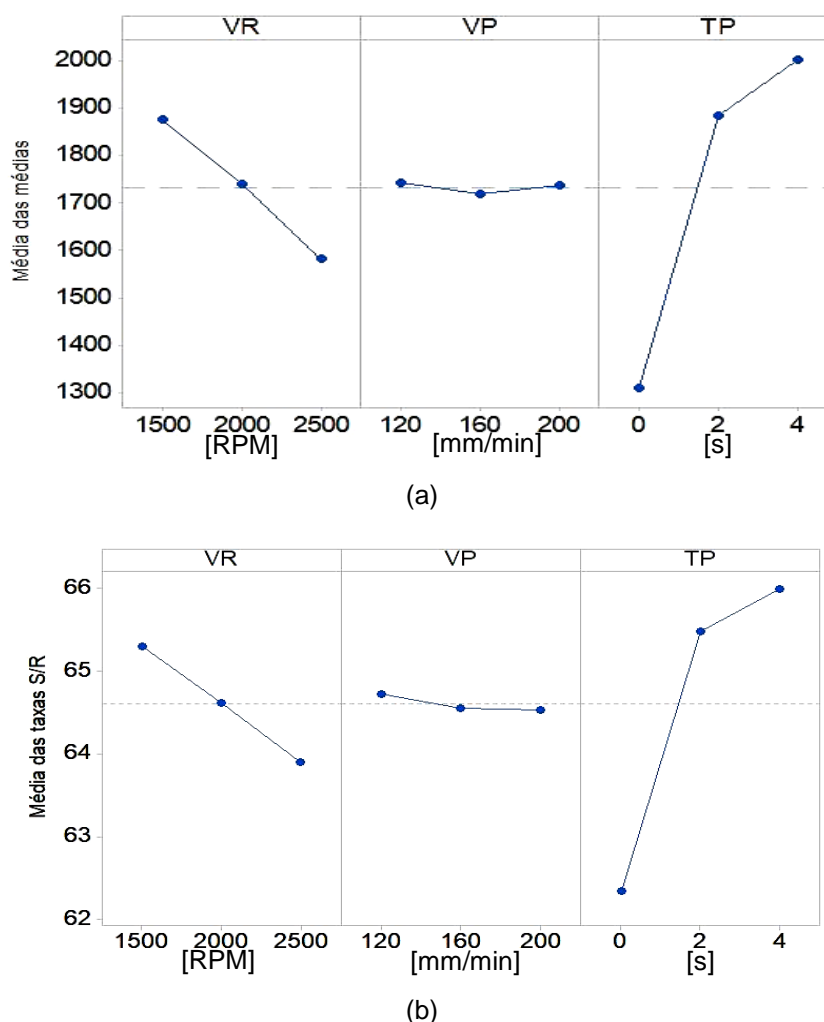 VR VP TP
Média das médias
2000
1900
1800
1700
1600
1500
1400
1300
1500 2000 2500 120 160 200 0 2 4
[RPM] [mm/min] [s]
(a)
VR VP TP
Média das taxas S/R
66
65
64
63
62
1500 2000 2500 120 160 200 0 2 4
[RPM] [mm/min] [s]
(b)